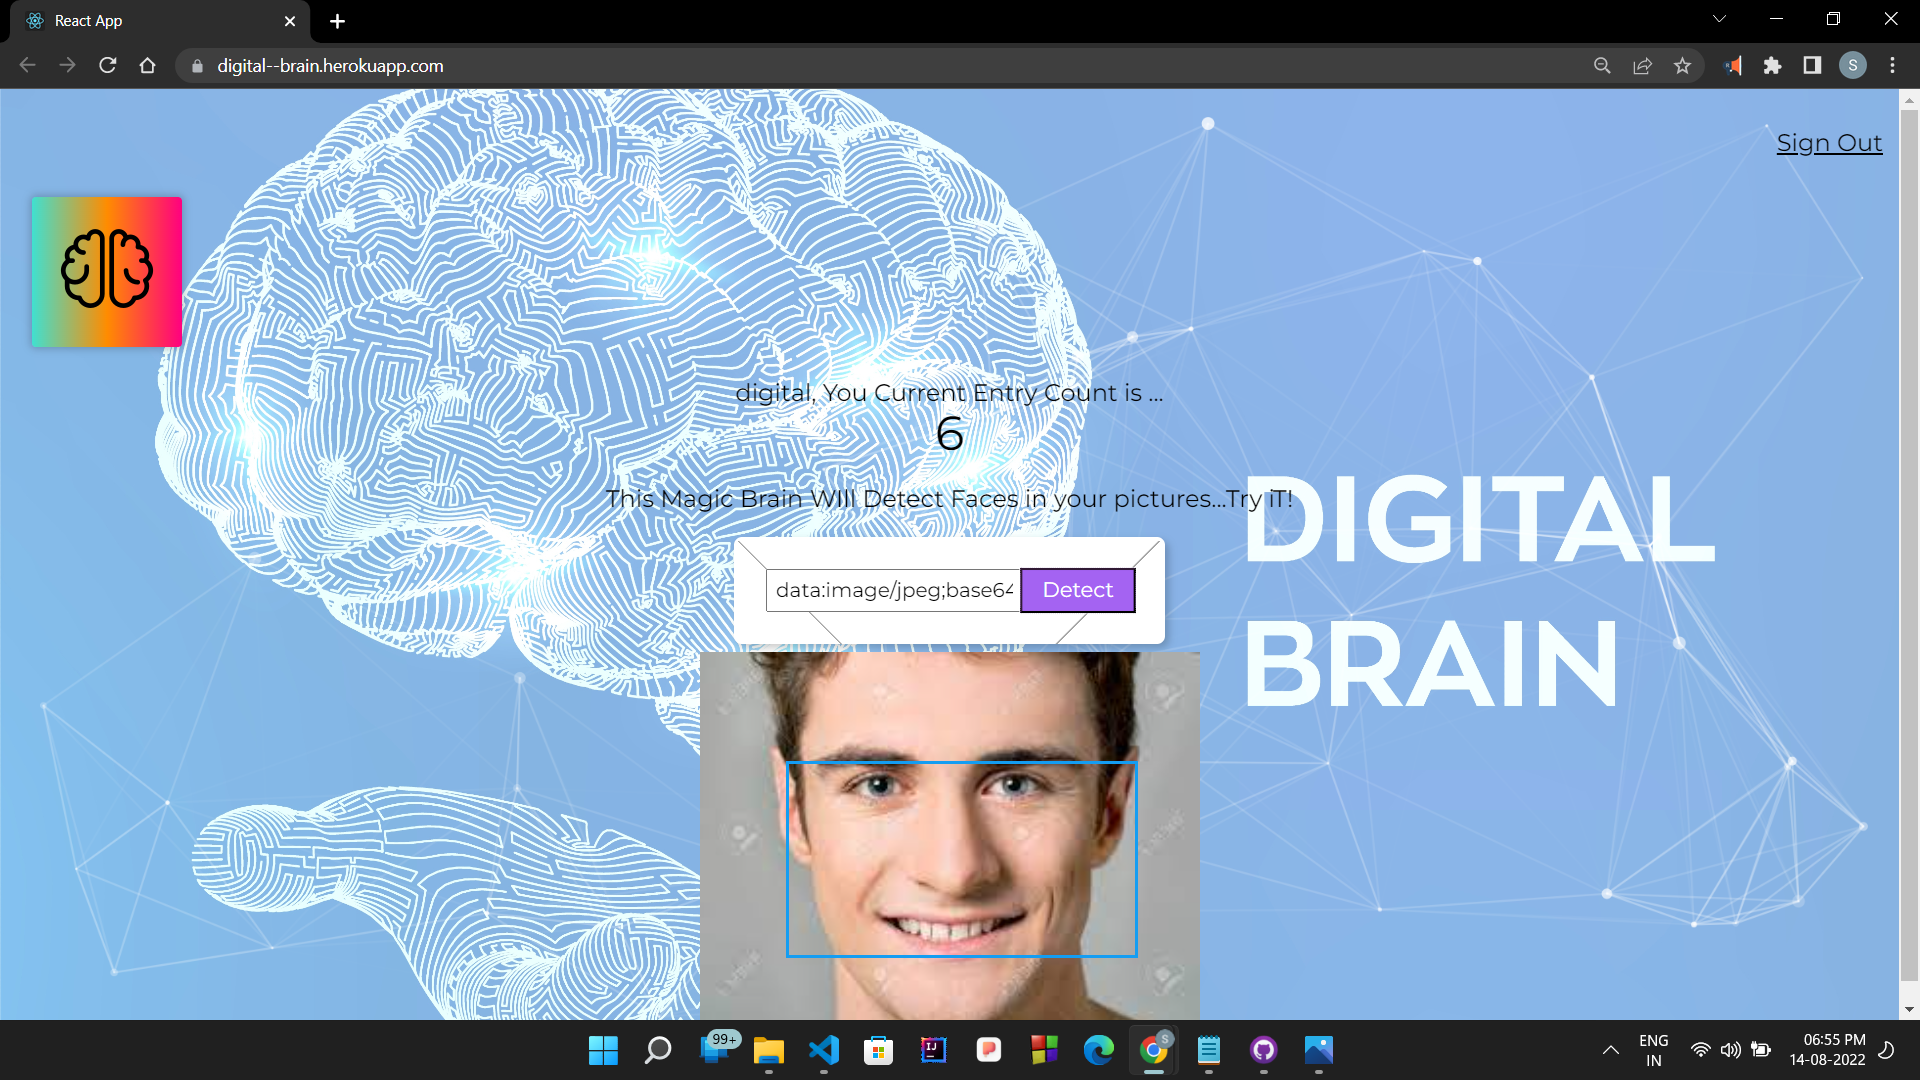 React App
digital--brain.herokuapp.com
S
Sign Out
digital, You Current Entry Count is ...
6
This Magic Brain WIll Detect Faces in your pictures...Try iT!
data:image/jpeg;base64
Detect
DIGITAL
BRAIN
99+
IJ
S
ENG
IN
06:55 PM
14-08-2022